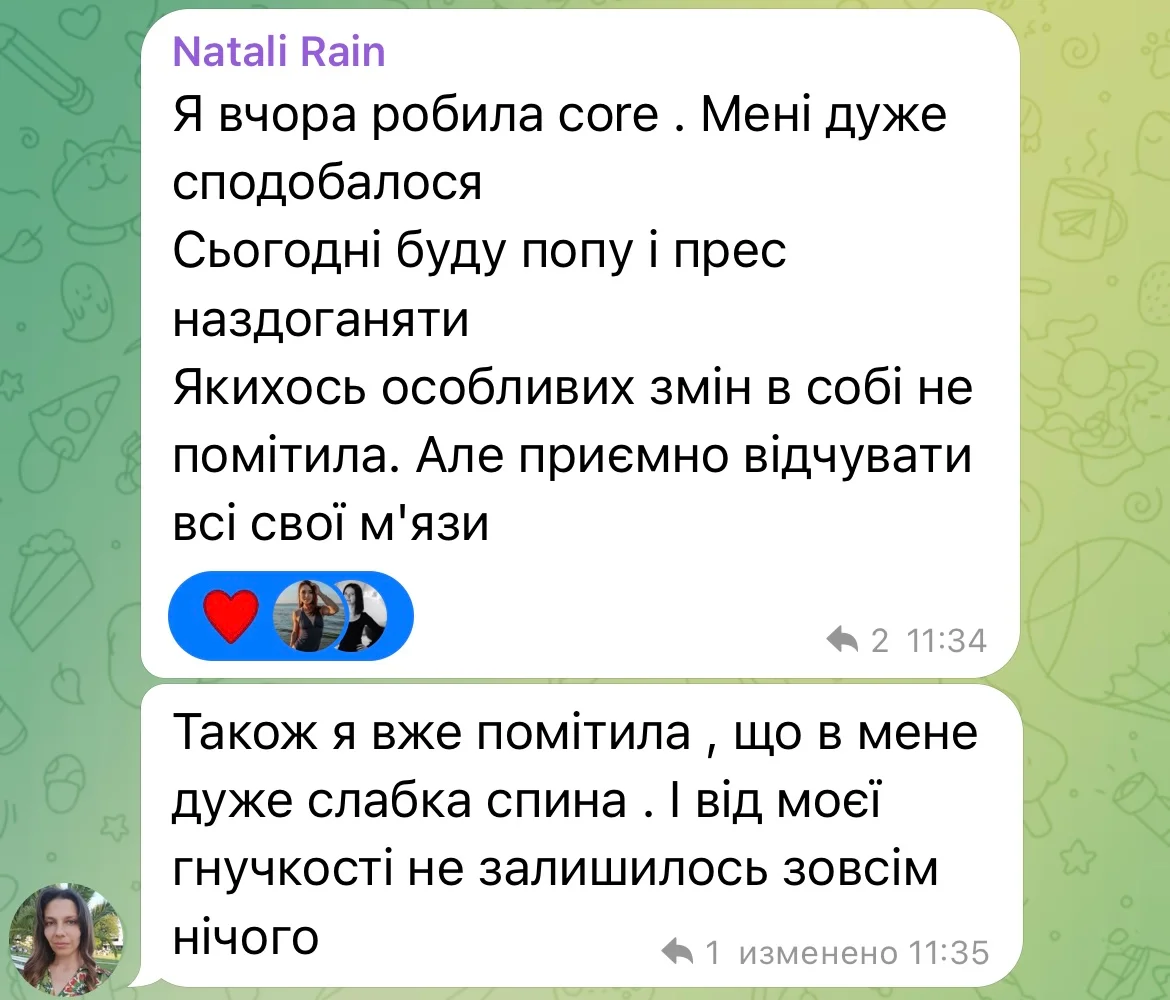 Natali Rain
Я вчора робила core . Мені дуже
сподобалося
Сьогодні буду попу і прес
наздоганяти
Якихось особливих змін в собі не
помітила. Але приємно відчувати
всі свої м'язи
2 11:34
Також я вже помітила , що в мене
дуже слабка спина . І від моєї
гнучкості не залишилось зовсім
нічого
1 изменено 11:35